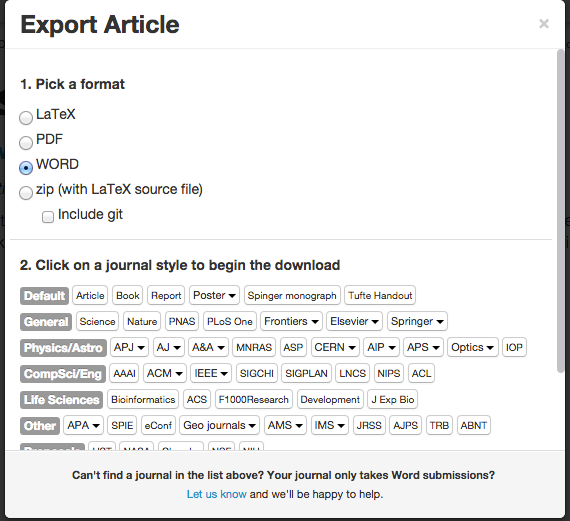 Export Article ×
1. Pick a format
LaTeX
PDF
WORD
zip (with LaTeX source file)
Include git
2. Click on a journal style to begin the download
Default Article Book Report Poster Spinger monograph Tufte Handout
General Science Nature PNAS PLoS One Frontiers Elsevier Springer
Physics/Astro APJ AJ A&A MNRAS ASP CERN AIP APS Optics IOP
CompSci/Eng AAAI ACM IEEE SIGCHI SIGPLAN LNCS NIPS ACL
Life Sciences Bioinformatics ACS F1000Research Development J Exp Bio
Other APA SPIE eConf Geo journals AMS IMS JRSS AJPS TRB ABNT
Can't find a journal in the list above? Your journal only takes Word submissions?
Let us know and we'll be happy to help.